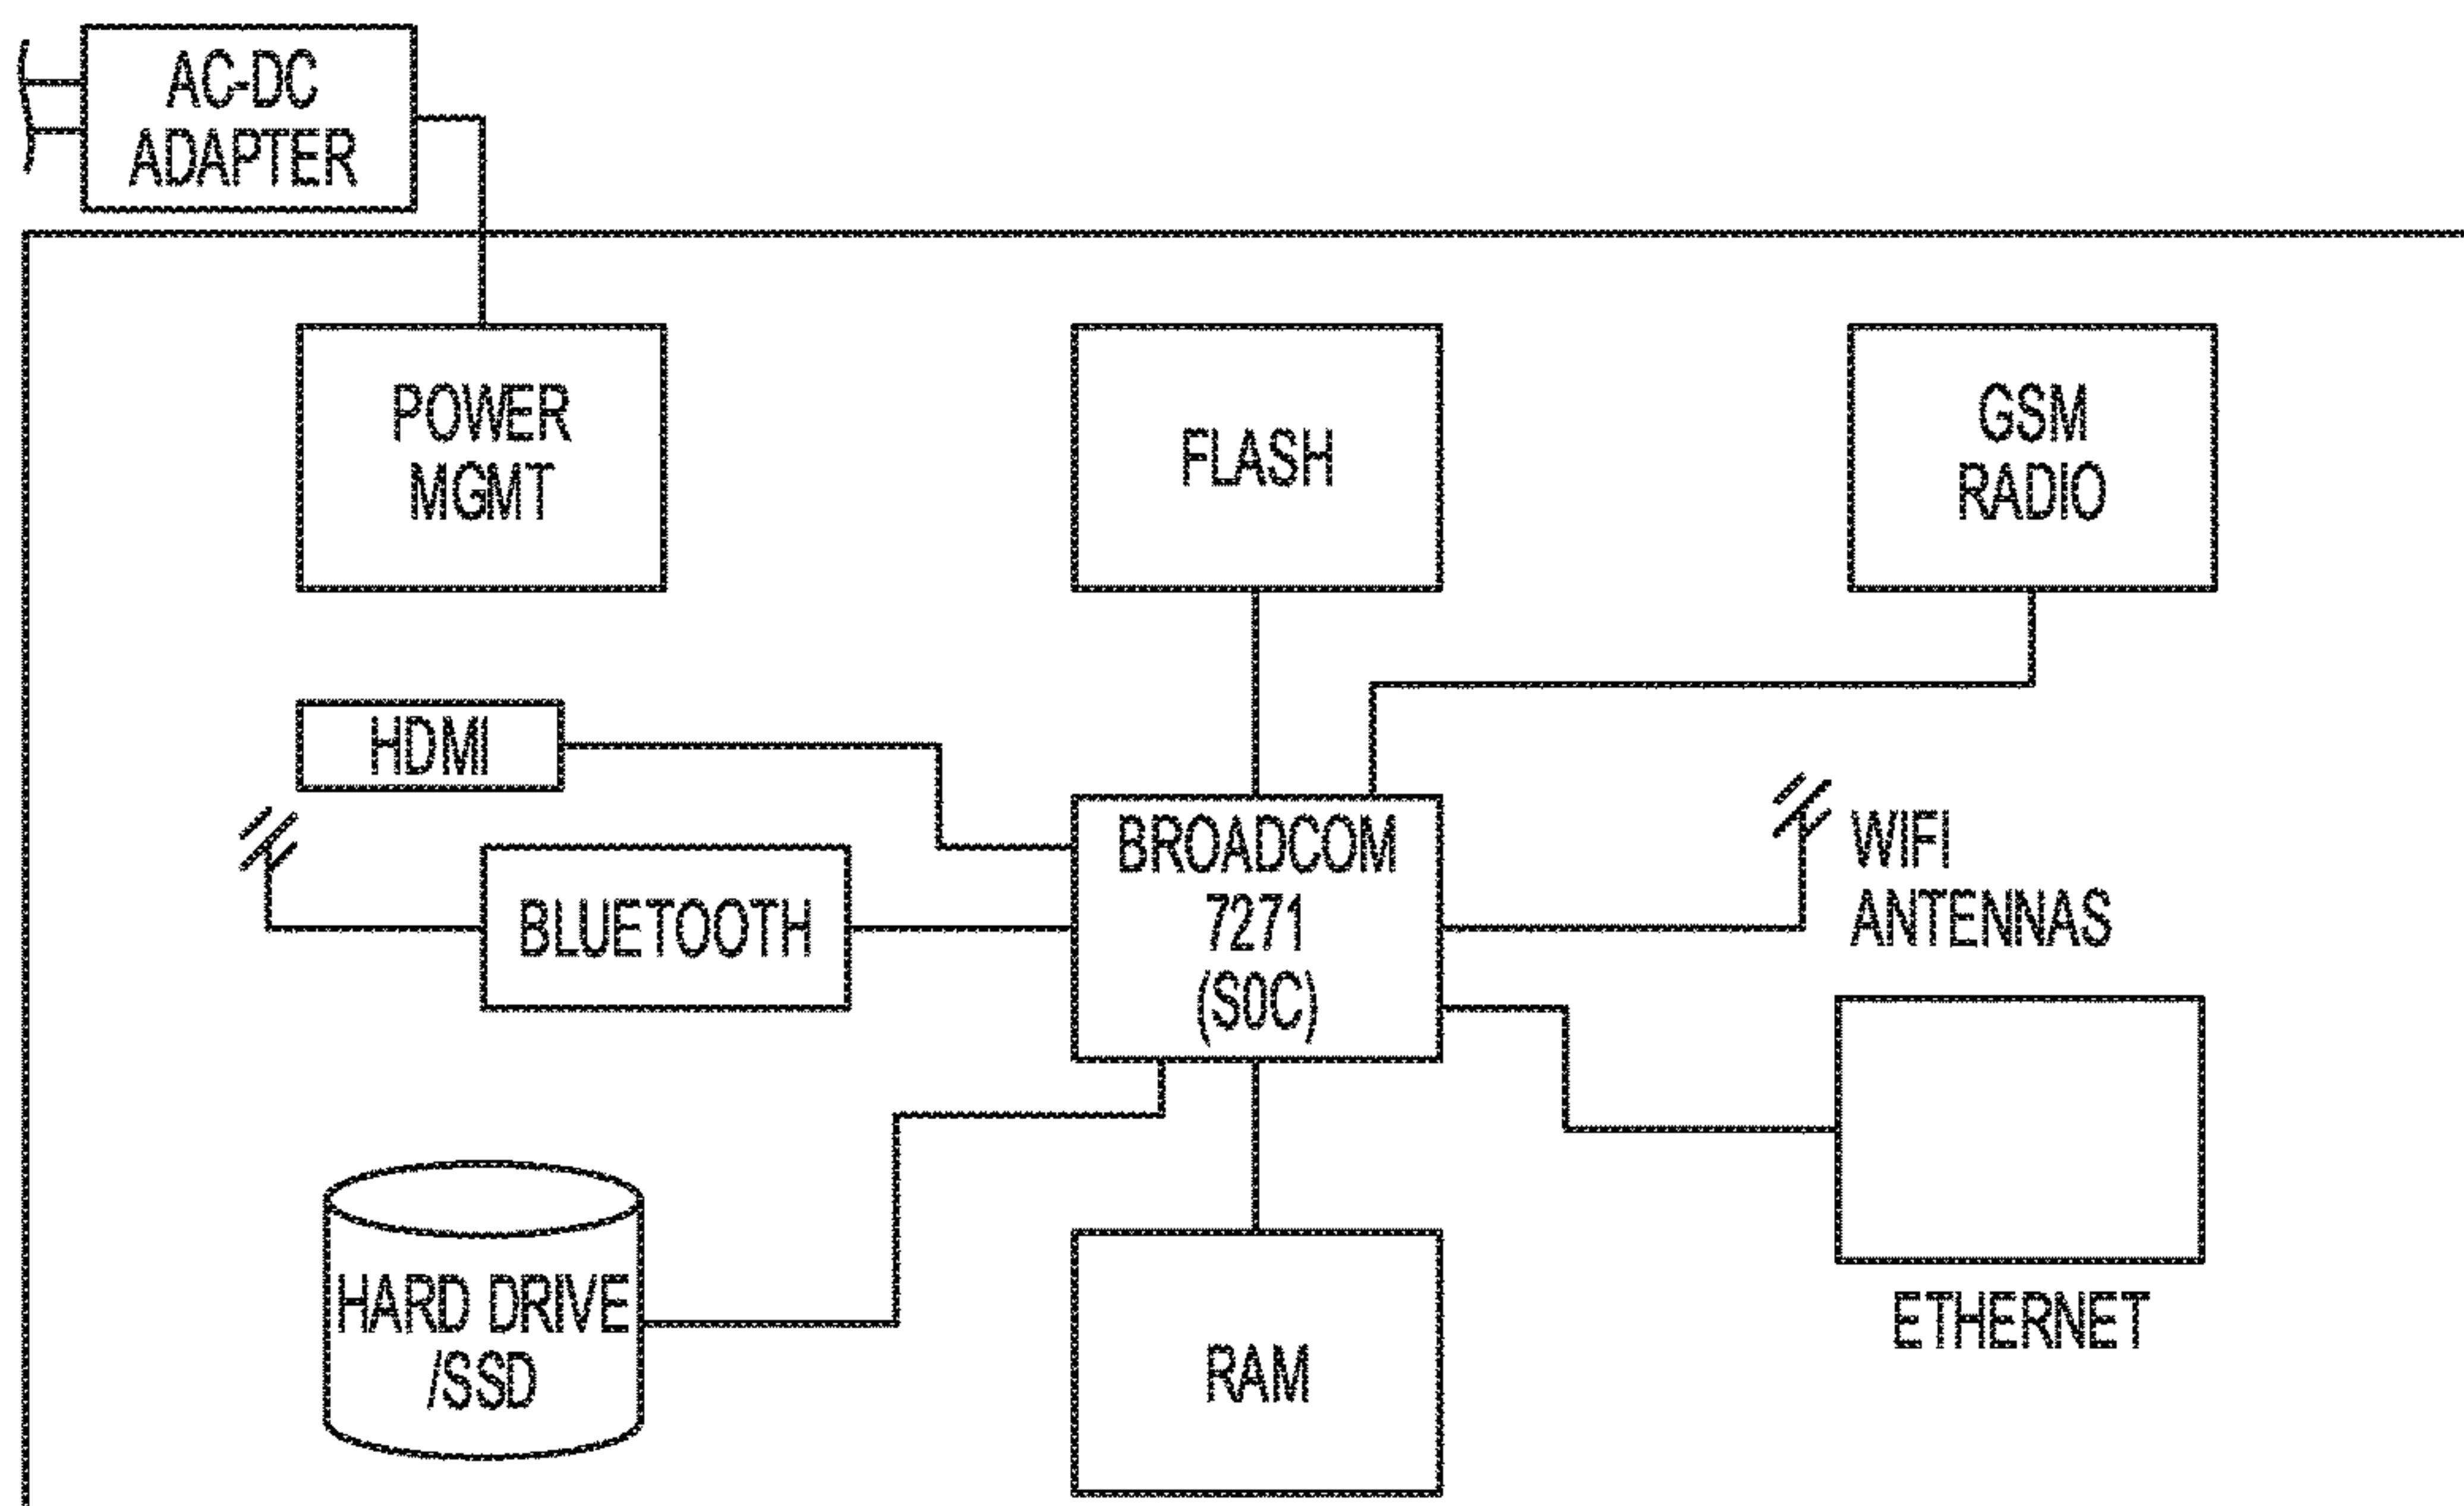 AC-DC
ADAPTER
POWER
MGMT
FLASH
GSM
RADIO
HDMI
BLUETOOTH
BROADCOM
7271
(S0C)
WIFI
ANTENNAS
HARD DRIVE
/SSD
RAM
ETHERNET